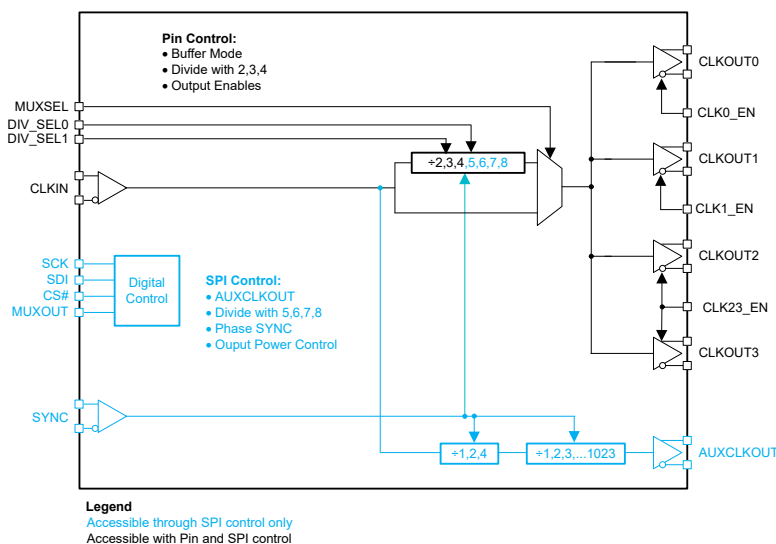 Pin Control:
• Buffer Mode
• Divide with 2,3,4
• Output Enables
MUXSEL
DIV_SEL0
DIV_SEL1
CLKIN
÷2,3,4,5,6,7,8
CLKOUT0
CLK0_EN
CLKOUT1
CLK1_EN
CLKOUT2
CLK23_EN
CLKOUT3
SCK
SDI
CS#
MUXOUT
Digital
Control
SPI Control:
• AUXCLKOUT
• Divide with 5,6,7,8
• Phase SYNC
• Ouput Power Control
SYNC
÷1,2,4
÷1,2,3,...1023
AUXCLKOUT
Legend
Accessible through SPI control only
Accessible with Pin and SPI control